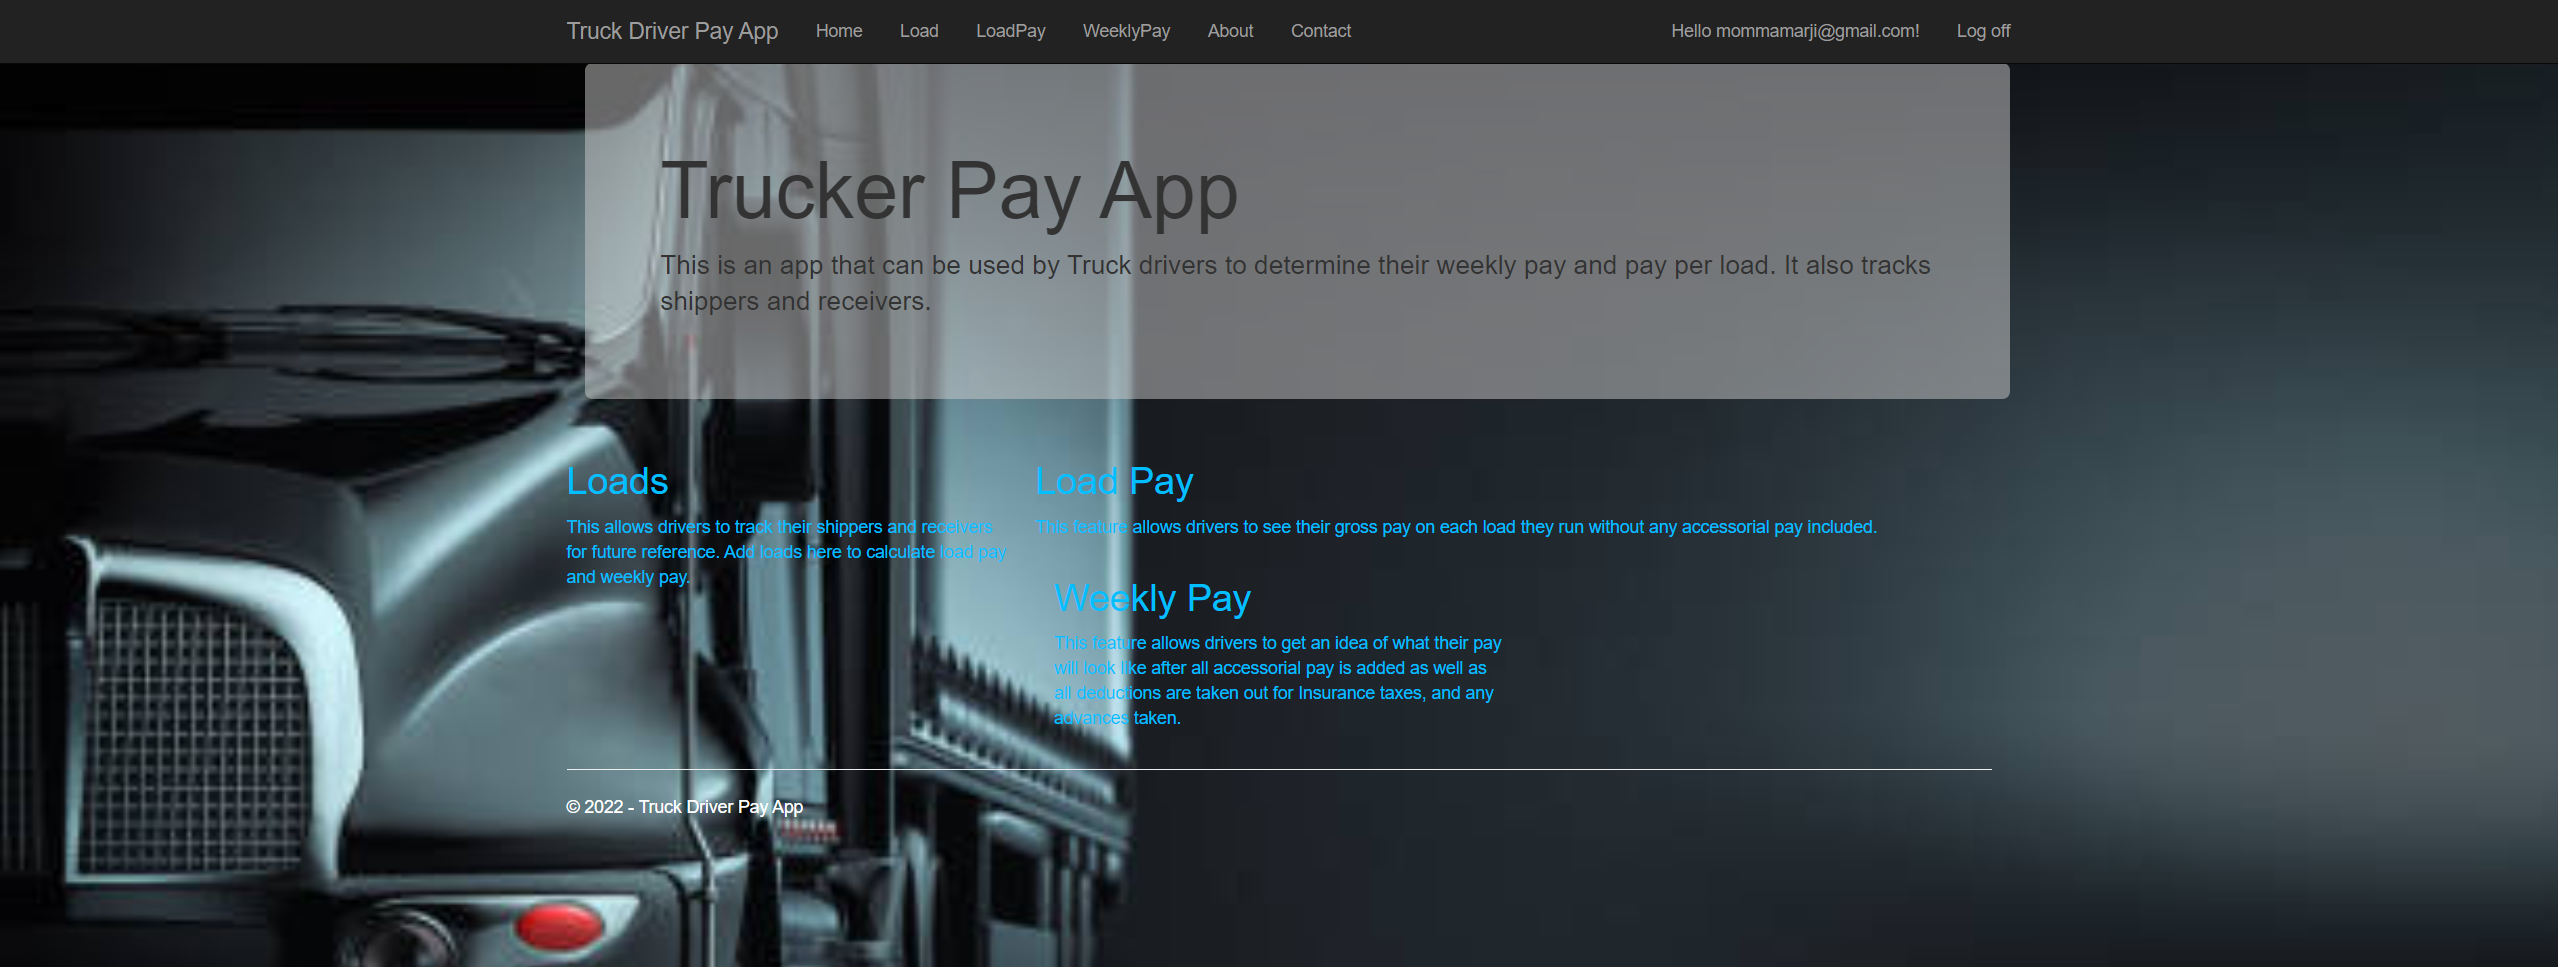 Truck Driver Pay App Home Load LoadPay WeeklyPay About Contact Hello mommamarji@gmail.com! Log off
Trucker Pay App
This is an app that can be used by Truck drivers to determine their weekly pay and pay per load. It also tracks
shippers and receivers.
Loads
This allows drivers to track their shippers and receivers
for future reference. Add loads here to calculate load pay
and weekly pay.
Load Pay
This feature allows drivers to see their gross pay on each load they run without any accessorial pay included.
Weekly Pay
This feature allows drivers to get an idea of what their pay
will look like after all accessorial pay is added as well as
all deductions are taken out for Insurance taxes, and any
advances taken.
© 2022 - Truck Driver Pay App